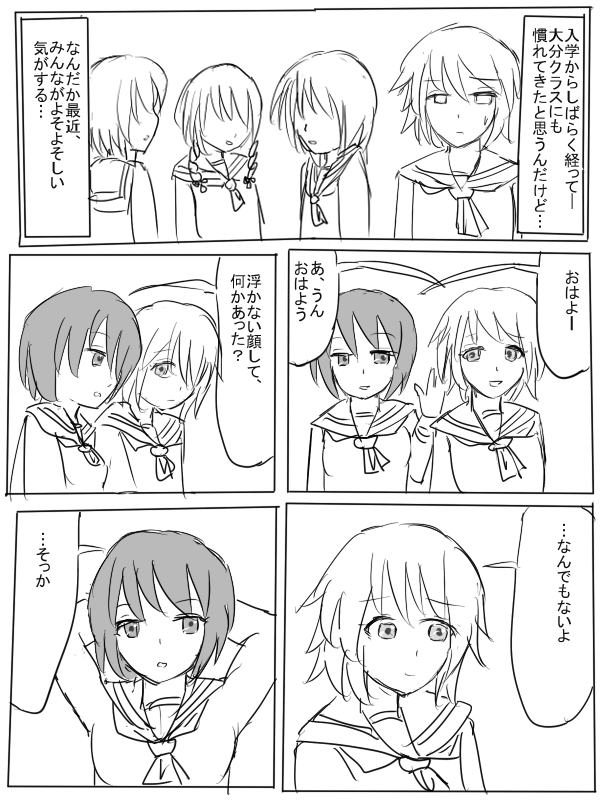 入学からしばらく経って―
大分クラスにも
慣れてきたと思うんだけど…
なんだか最近、
みんながよそよそしい
気がする…
おはよー
あ、うん
おはよう
浮かない顔して、
何かあった？
…なんでもないよ
…そっか